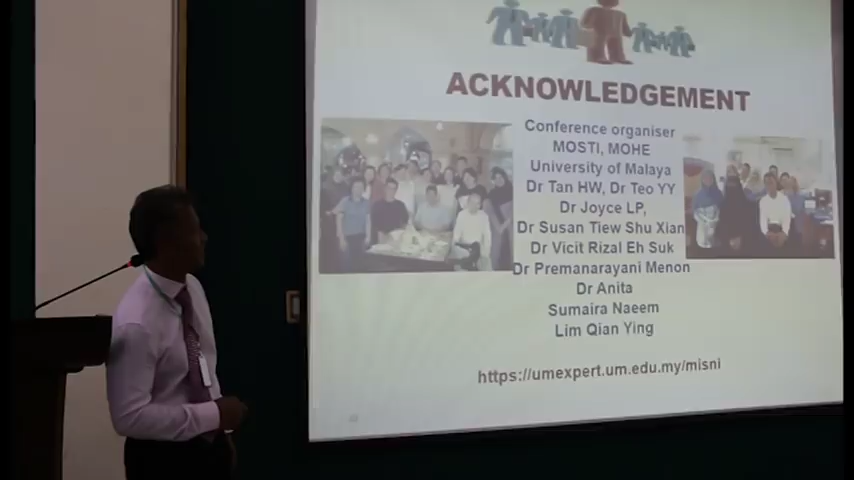 ACKNOWLEDGEMENT
Conference organiser
MOSTI, MOHE
University of Malaya
Dr Tan HW, Dr Teo YY
Dr Joyce LP,
Dr Susan Tiew Shu Xian
Dr Vicit Rizal Eh Suk
Dr Premanarayani Menon
Dr Anita
Sumaira Naeem
Lim Qian Ying
https://umexpert.um.edu.my/misni